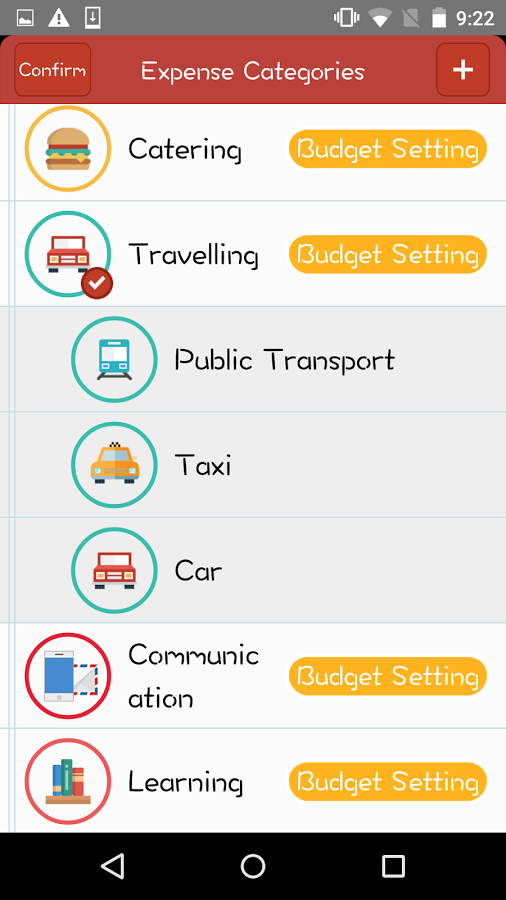 9:22
Confirm Expense Categories +
Catering Budget Setting
Travelling Budget Setting
Public Transport
Taxi
Car
Communic
ation Budget Setting
Learning Budget Setting